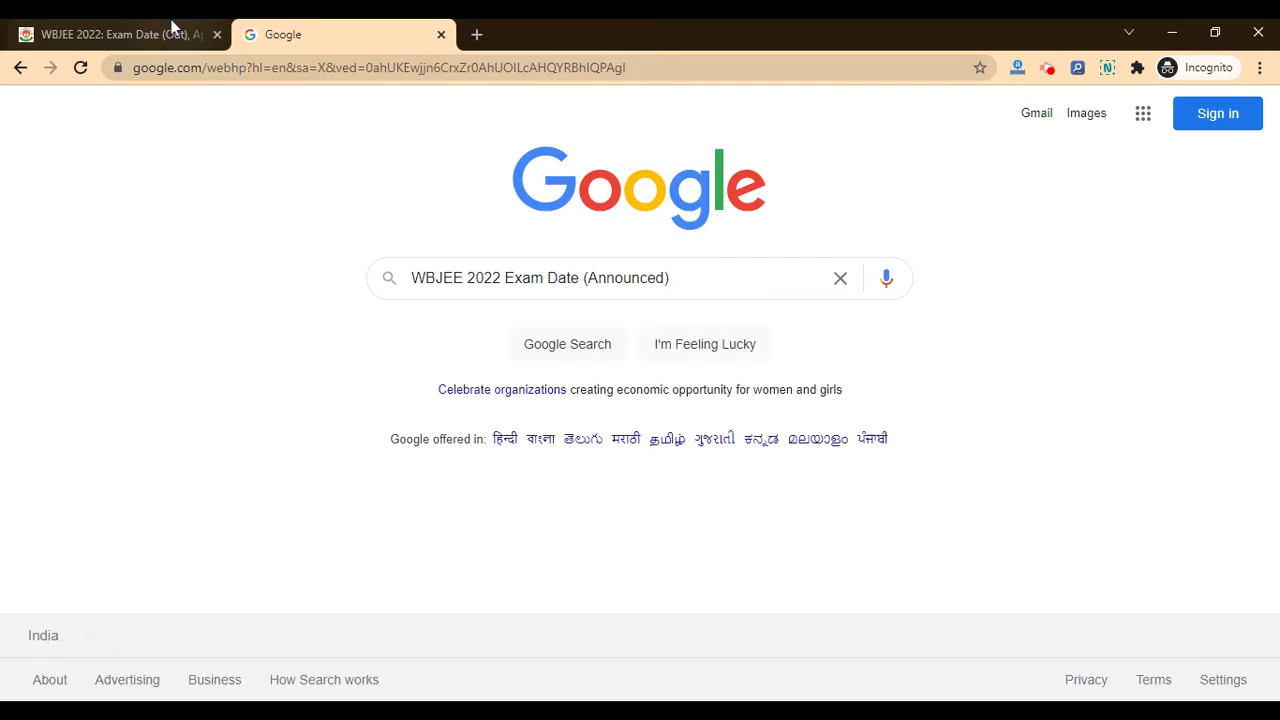 WBJEE 2022: Exam Date (Out), Ap
Google
google.com/webhp?hl=en&sa=X&ved=0ahUKEwjjn6CrxZr0AhUOILcAHQYRBhIQPAgI
Incognito
Gmail Images
Sign in
Google
WBJEE 2022 Exam Date (Announced)
Google Search I'm Feeling Lucky
Celebrate organizations creating economic opportunity for women and girls
Google offered in: हिन्दी বাংলা తెలుగు मराठी தமிழ் ગુજરાતી ಕನ್ನಡ മലയാളം ਪੰਜਾਬੀ
India
About Advertising Business How Search works Privacy Terms Settings